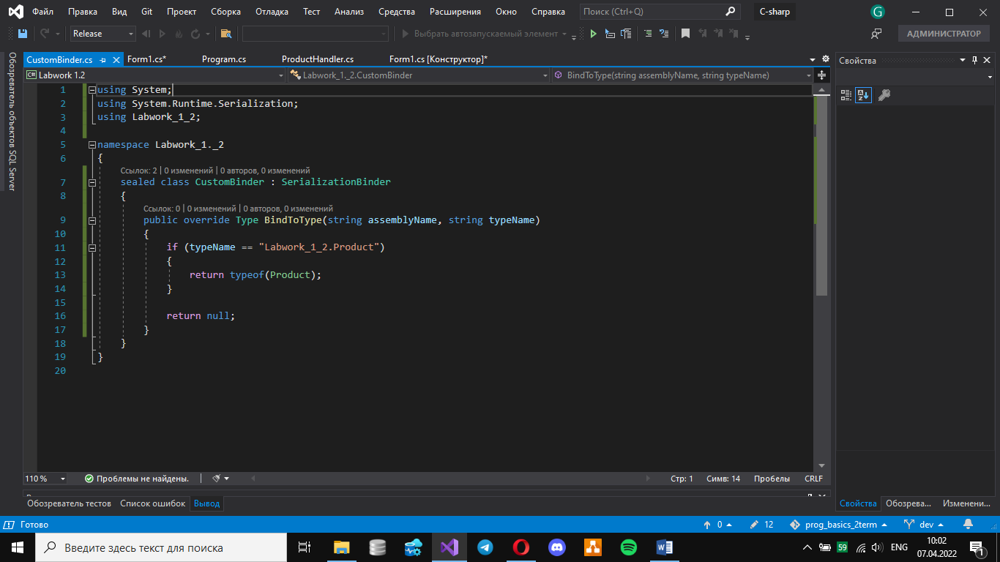 Файл Правка Вид Git Проект Сборка Отладка Тест Анализ Средства Расширения Окно Справка Поиск (Ctrl+Q) C-sharp G
Release Выбрать автозапускаемый элемент АДМИНИСТРАТОР
Обозреватель объектов SQL Server
CustomBinder.cs Form1.cs* Program.cs ProductHandler.cs Form1.cs [Конструктор]* Свойства
C# Labwork 1.2 Labwork_1._2.CustomBinder BindToType(string assemblyName, string typeName)
1 using System;
2 using System.Runtime.Serialization;
3 using Labwork_1_2;
4
5 namespace Labwork_1._2
6 {
Ссылок: 2 | 0 изменений | 0 авторов, 0 изменений
7 sealed class CustomBinder : SerializationBinder
8 {
Ссылок: 0 | 0 изменений | 0 авторов, 0 изменений
9 public override Type BindToType(string assemblyName, string typeName)
10 {
11 if (typeName == "Labwork_1_2.Product")
12 {
13 return typeof(Product);
14 }
15
16 return null;
17 }
18 }
19 }
20
110 % Проблемы не найдены. Стр: 1 Симв: 14 Пробелы CRLF
Обозреватель тестов Список ошибок Вывод Свойства Обозрева... Изменени...
Готово 0 12 prog_basics_2term dev
Введите здесь текст для поиска 59 ENG 10:02
07.04.2022 1